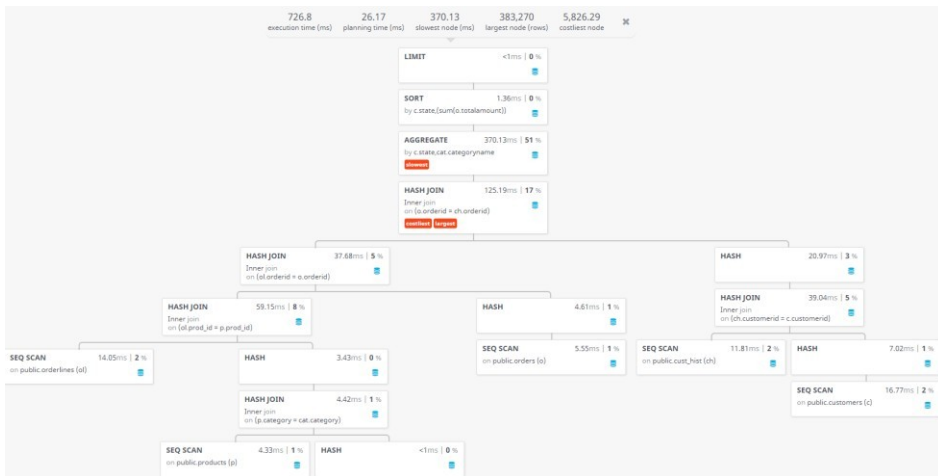 726.8 26.17 370.13 383,270 5,826.29 ✖
execution time (ms) planning time (ms) slowest node (ms) largest node (rows) costliest node
LIMIT <1ms | 0 %
SORT 1.36ms | 0 %
by c.state,(sum(o.totalamount))
AGGREGATE 370.13ms | 51 %
by c.state,cat.categoryname
slowest
HASH JOIN 125.19ms | 17 %
Inner join
on (o.orderid = ch.orderid)
costliest largest
HASH JOIN 37.68ms | 5 %
Inner join
on (ol.orderid = o.orderid)
HASH 20.97ms | 3 %
HASH JOIN 59.15ms | 8 %
Inner join
on (ol.prod_id = p.prod_id)
HASH 4.61ms | 1 %
HASH JOIN 39.04ms | 5 %
Inner join
on (ch.customerid = c.customerid)
SEQ SCAN 14.05ms | 2 %
on public.orderlines (ol)
HASH 3.43ms | 0 %
SEQ SCAN 5.55ms | 1 %
on public.orders (o)
SEQ SCAN 11.81ms | 2 %
on public.cust_hist (ch)
HASH 7.02ms | 1 %
HASH JOIN 4.42ms | 1 %
Inner join
on (p.category = cat.category)
SEQ SCAN 16.77ms | 2 %
on public.customers (c)
SEQ SCAN 4.33ms | 1 %
on public.products (p)
HASH <1ms | 0 %